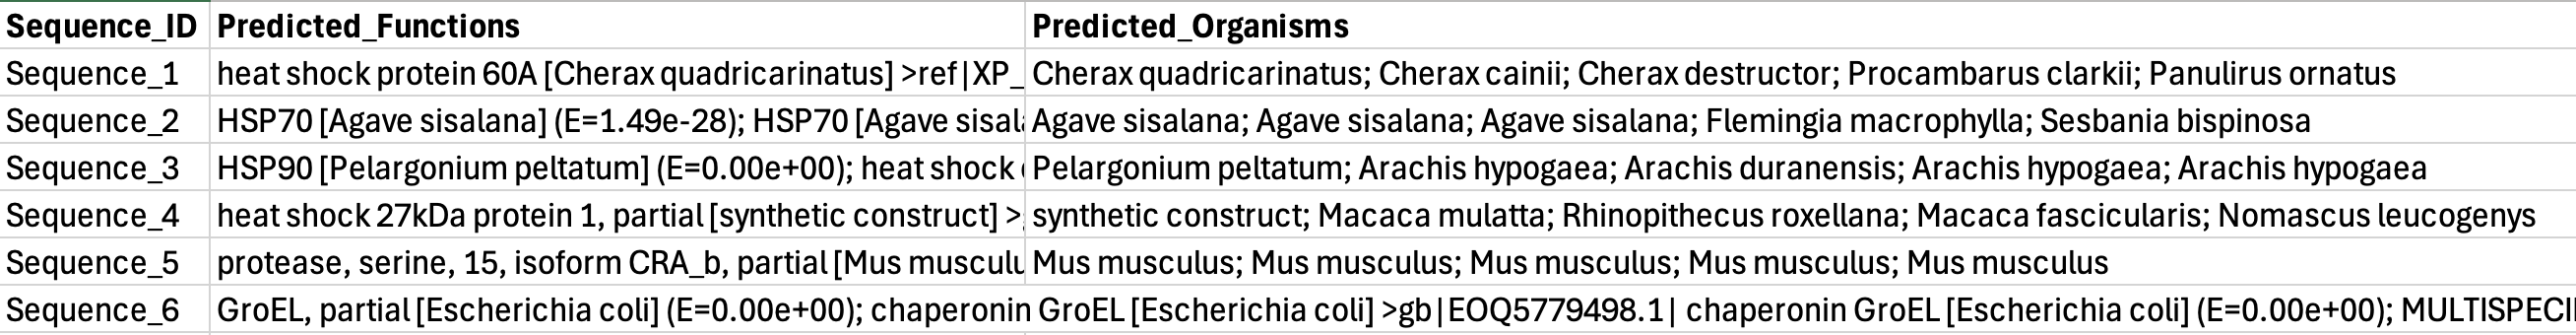 Sequence_ID Predicted_Functions Predicted_Organisms
Sequence_1 heat shock protein 60A [Cherax quadricarinatus] >ref|XP_ Cherax quadricarinatus; Cherax cainii; Cherax destructor; Procambarus clarkii; Panulirus ornatus
Sequence_2 HSP70 [Agave sisalana] (E=1.49e-28); HSP70 [Agave sisala Agave sisalana; Agave sisalana; Agave sisalana; Flemingia macrophylla; Sesbania bispinosa
Sequence_3 HSP90 [Pelargonium peltatum] (E=0.00e+00); heat shock Pelargonium peltatum; Arachis hypogaea; Arachis duranensis; Arachis hypogaea; Arachis hypogaea
Sequence_4 heat shock 27kDa protein 1, partial [synthetic construct] > synthetic construct; Macaca mulatta; Rhinopithecus roxellana; Macaca fascicularis; Nomascus leucogenys
Sequence_5 protease, serine, 15, isoform CRA_b, partial [Mus musculu Mus musculus; Mus musculus; Mus musculus; Mus musculus; Mus musculus
Sequence_6 GroEL, partial [Escherichia coli] (E=0.00e+00); chaperonin GroEL [Escherichia coli] >gb|EOQ5779498.1| chaperonin GroEL [Escherichia coli] (E=0.00e+00); MULTISPECI